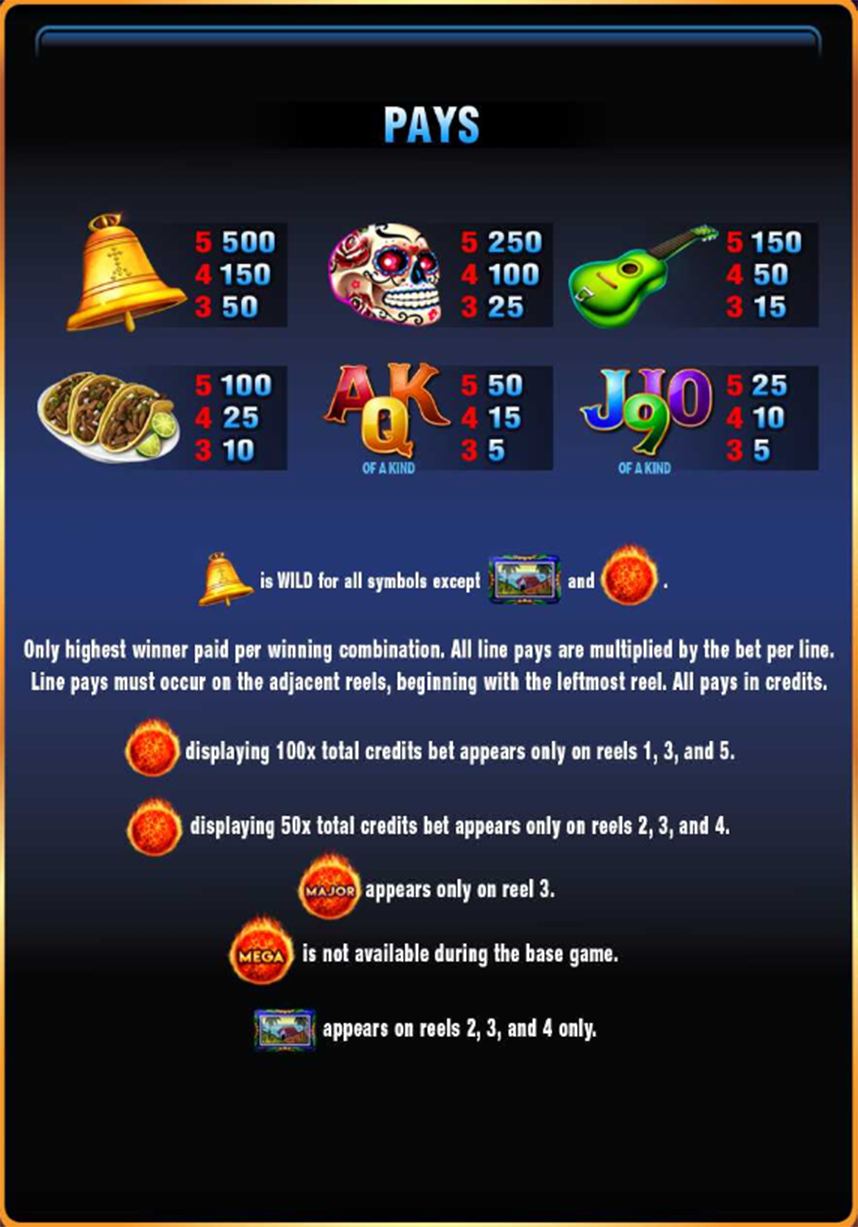 PAYS
5 500
4 150
3 50
5 250
4 100
3 25
5 150
4 50
3 15
5 100
4 25
3 10
A K
Q
OF A KIND
5 50
4 15
3 5
J 10
9
OF A KIND
5 25
4 10
3 5
is WILD for all symbols except and .
Only highest winner paid per winning combination. All line pays are multiplied by the bet per line.
Line pays must occur on the adjacent reels, beginning with the leftmost reel. All pays in credits.
displaying 100x total credits bet appears only on reels 1, 3, and 5.
displaying 50x total credits bet appears only on reels 2, 3, and 4.
MAJOR appears only on reel 3.
MEGA is not available during the base game.
appears on reels 2, 3, and 4 only.